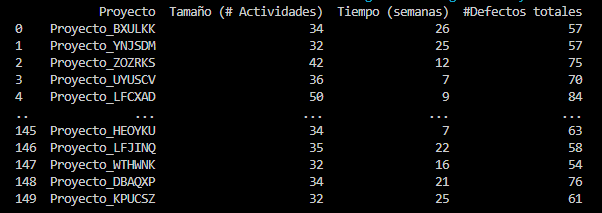 Proyecto Tamaño (# Actividades) Tiempo (semanas) #Defectos totales
0 Proyecto_BXULKK 34 26 57
1 Proyecto_YNJSDM 32 25 57
2 Proyecto_ZOZRKS 42 12 75
3 Proyecto_UYUSCV 36 7 70
4 Proyecto_LFCXAD 50 9 84
.. ... ... ... ...
145 Proyecto_HEOYKU 34 7 63
146 Proyecto_LFJINQ 35 22 58
147 Proyecto_WTHWNK 32 16 54
148 Proyecto_DBAQXP 34 21 76
149 Proyecto_KPUCSZ 32 25 61